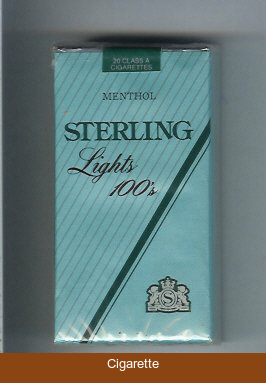 20 CLASS A
CIGARETTES
MENTHOL
STERLING
Lights
100's
S
Cigarette